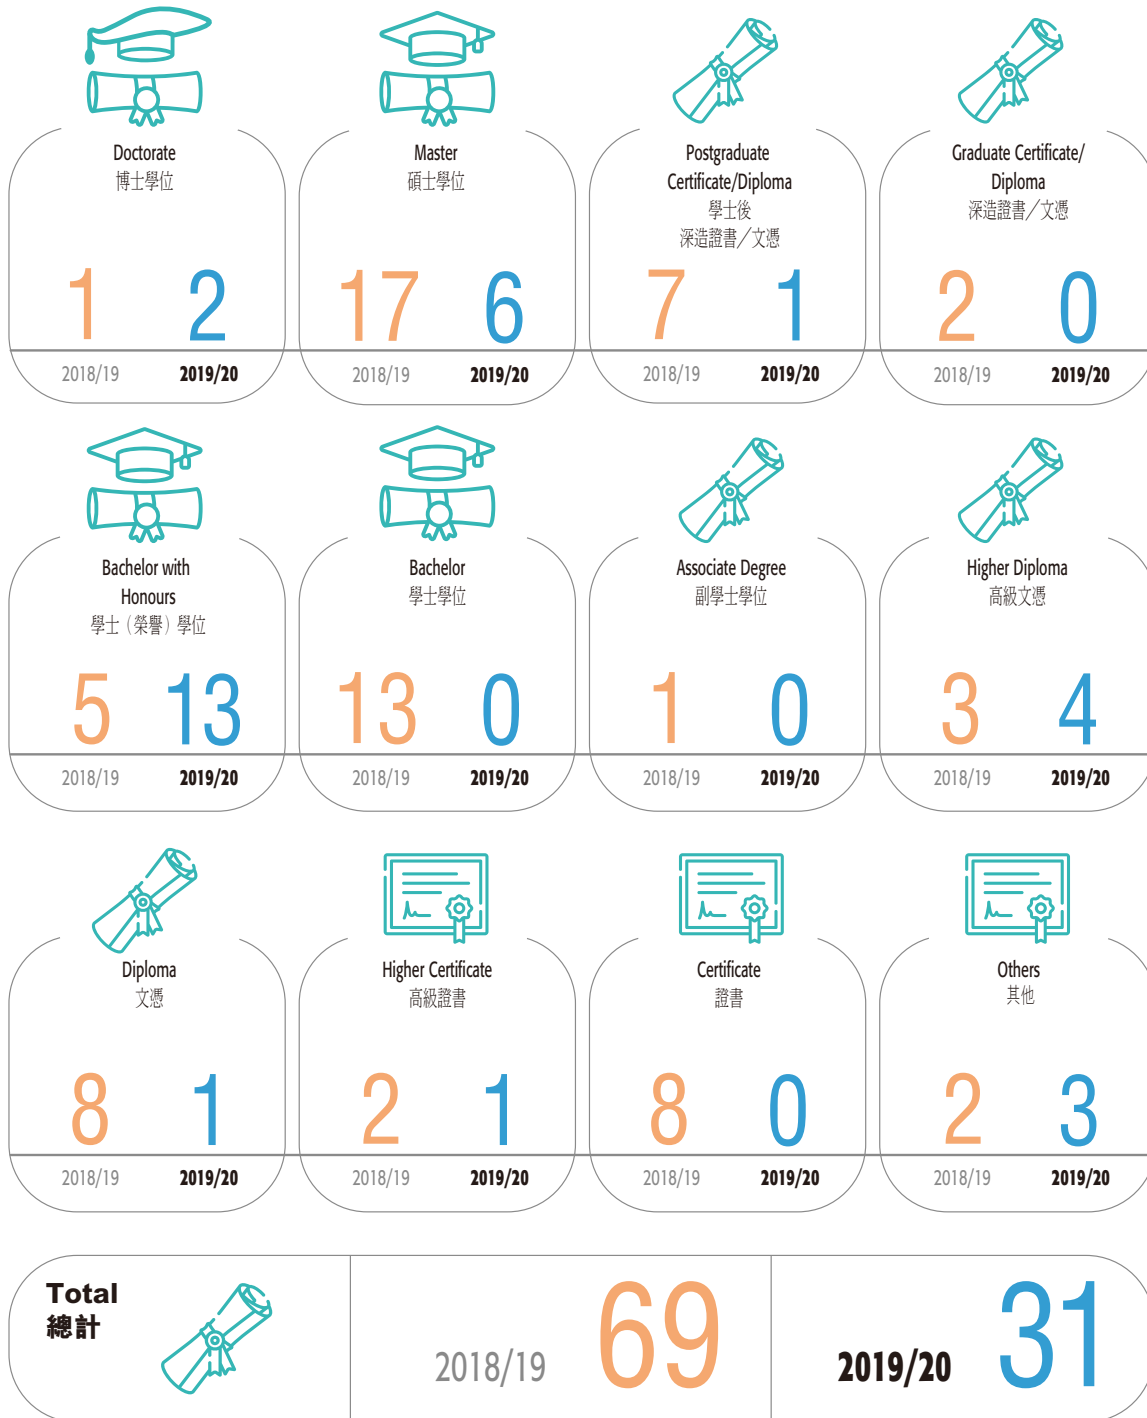 Doctorate
博士學位
1 2
2018/19 2019/20
Master
碩士學位
17 6
2018/19 2019/20
Postgraduate
Certificate/Diploma
學士後
深造證書／文憑
7 1
2018/19 2019/20
Graduate Certificate/
Diploma
深造證書／文憑
2 0
2018/19 2019/20
Bachelor with
Honours
學士（榮譽）學位
5 13
2018/19 2019/20
Bachelor
學士學位
13 0
2018/19 2019/20
Associate Degree
副學士學位
1 0
2018/19 2019/20
Higher Diploma
高級文憑
3 4
2018/19 2019/20
Diploma
文憑
8 1
2018/19 2019/20
Higher Certificate
高級證書
2 1
2018/19 2019/20
Certificate
證書
8 0
2018/19 2019/20
Others
其他
2 3
2018/19 2019/20
Total
總計
2018/19 69
2019/20 31